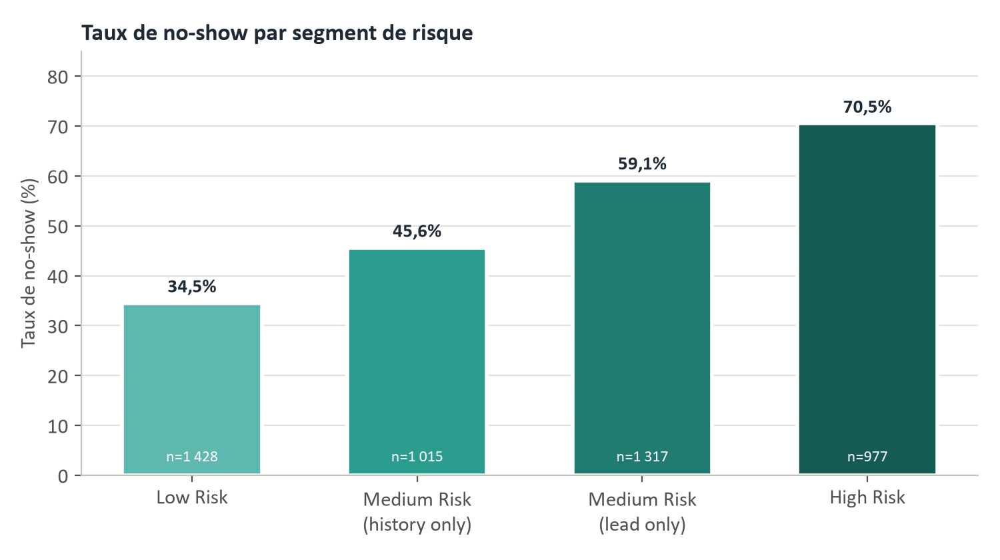 Taux de no-show par segment de risque
Taux de no-show (%)
80
70
60
50
40
30
20
10
0
34,5%
45,6%
59,1%
70,5%
n=1 428
n=1 015
n=1 317
n=977
Low Risk
Medium Risk
(history only)
Medium Risk
(lead only)
High Risk